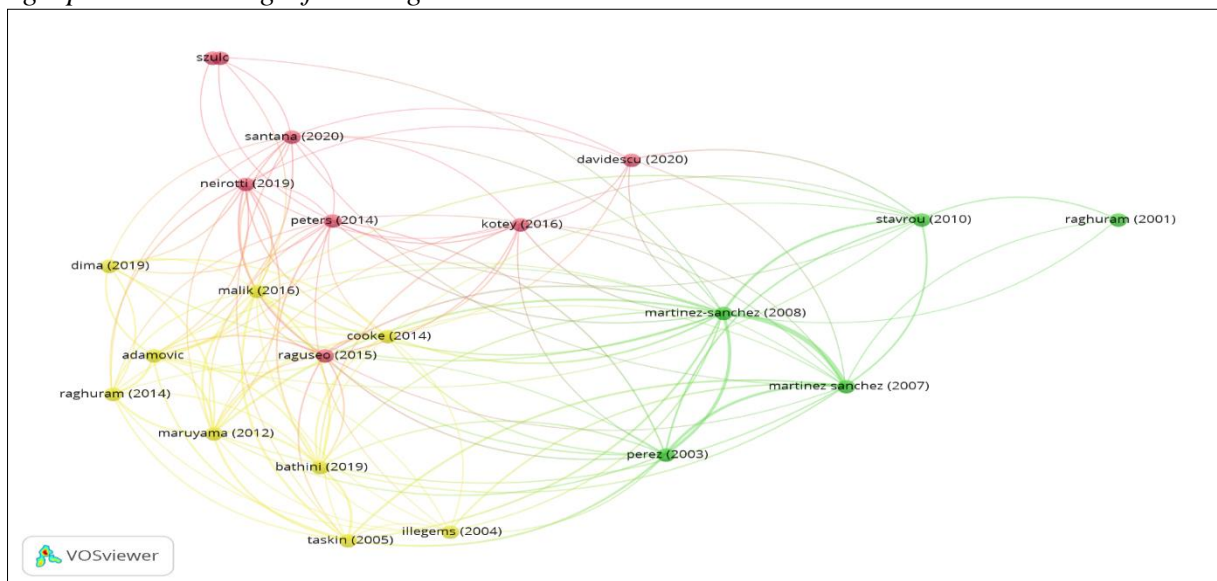 szulc
santana (2020)
davidescu (2020)
neirotti (2019)
peters (2014)
kotey (2016)
stavrou (2010)
raghuram (2001)
dima (2019)
malik (2016)
martinez-sanchez (2008)
cooke (2014)
adamovic
raguseo (2015)
raghuram (2014)
martinez sanchez (2007)
maruyama (2012)
perez (2003)
bathini (2019)
illegems (2004)
taskin (2005)
VOSviewer